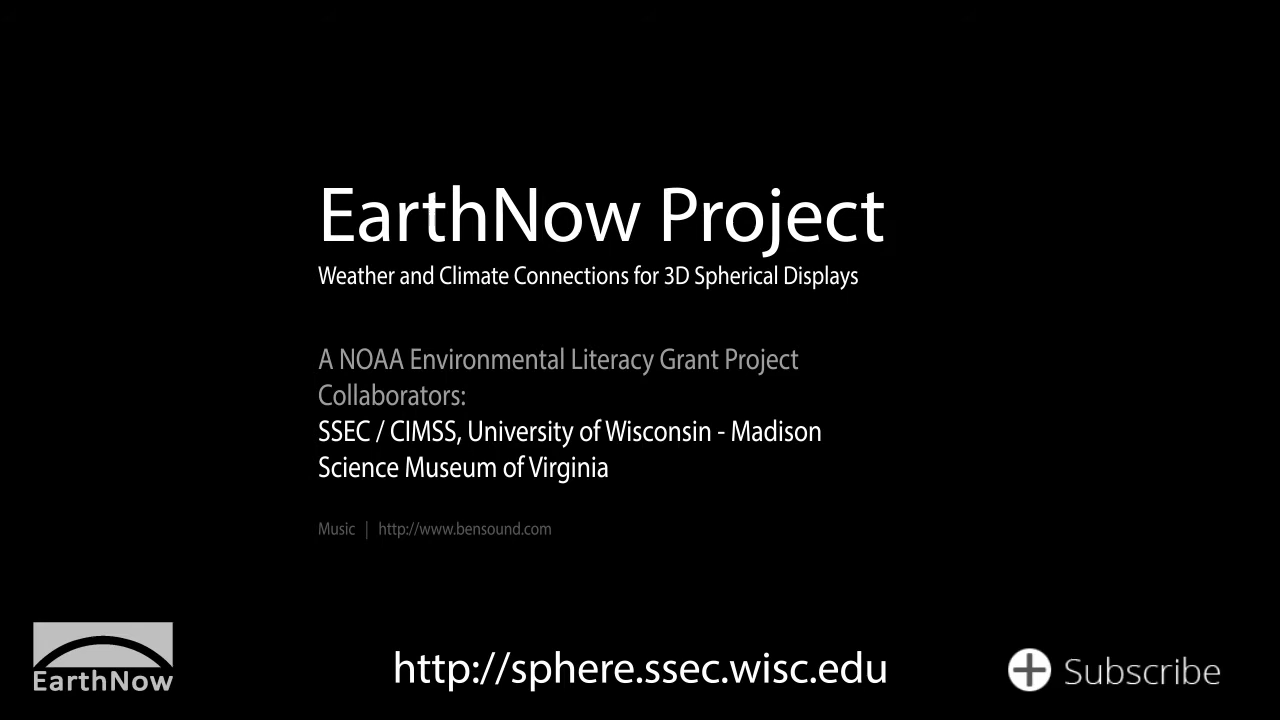 EarthNow Project
Weather and Climate Connections for 3D Spherical Displays
A NOAA Environmental Literacy Grant Project
Collaborators:
SSEC / CIMSS, University of Wisconsin - Madison
Science Museum of Virginia
Music | http://www.bensound.com
EarthNow
http://sphere.ssec.wisc.edu
Subscribe